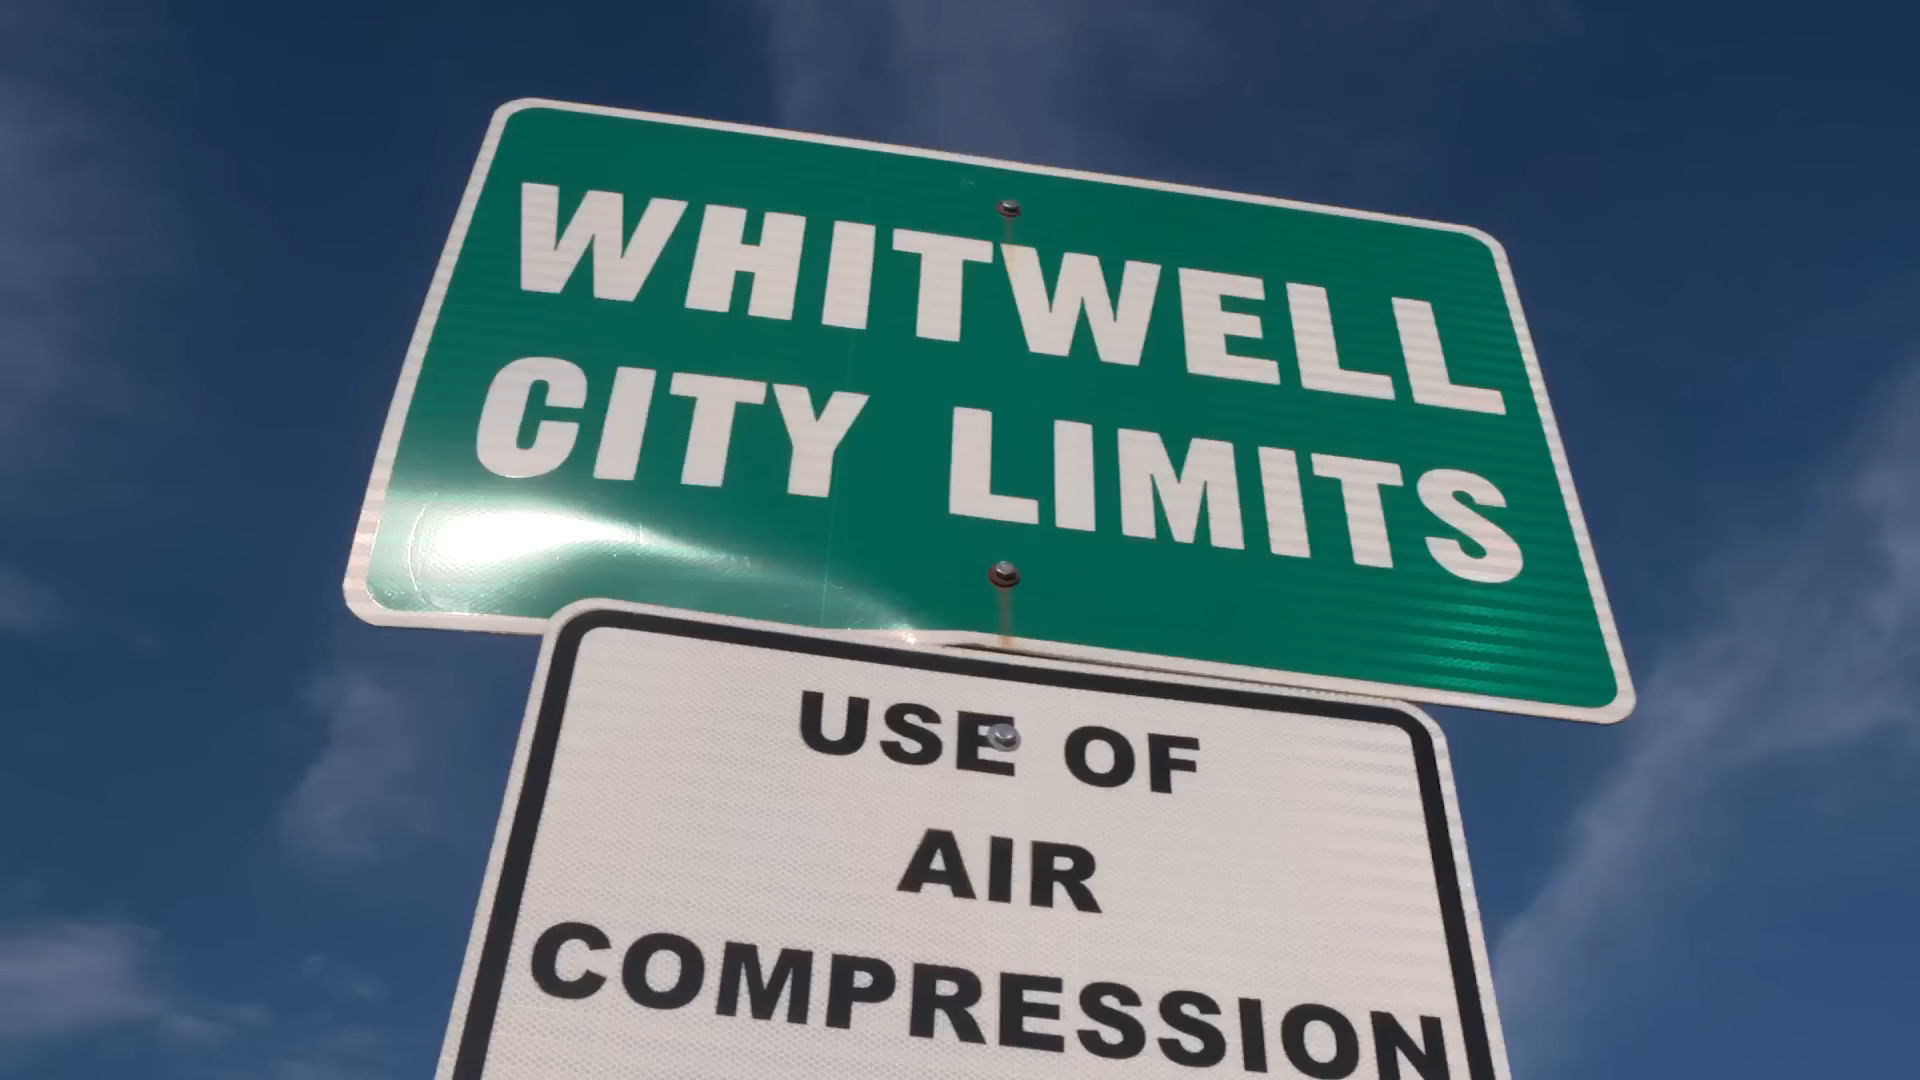 WHITWELL
CITY LIMITS
USE OF
AIR
COMPRESSION